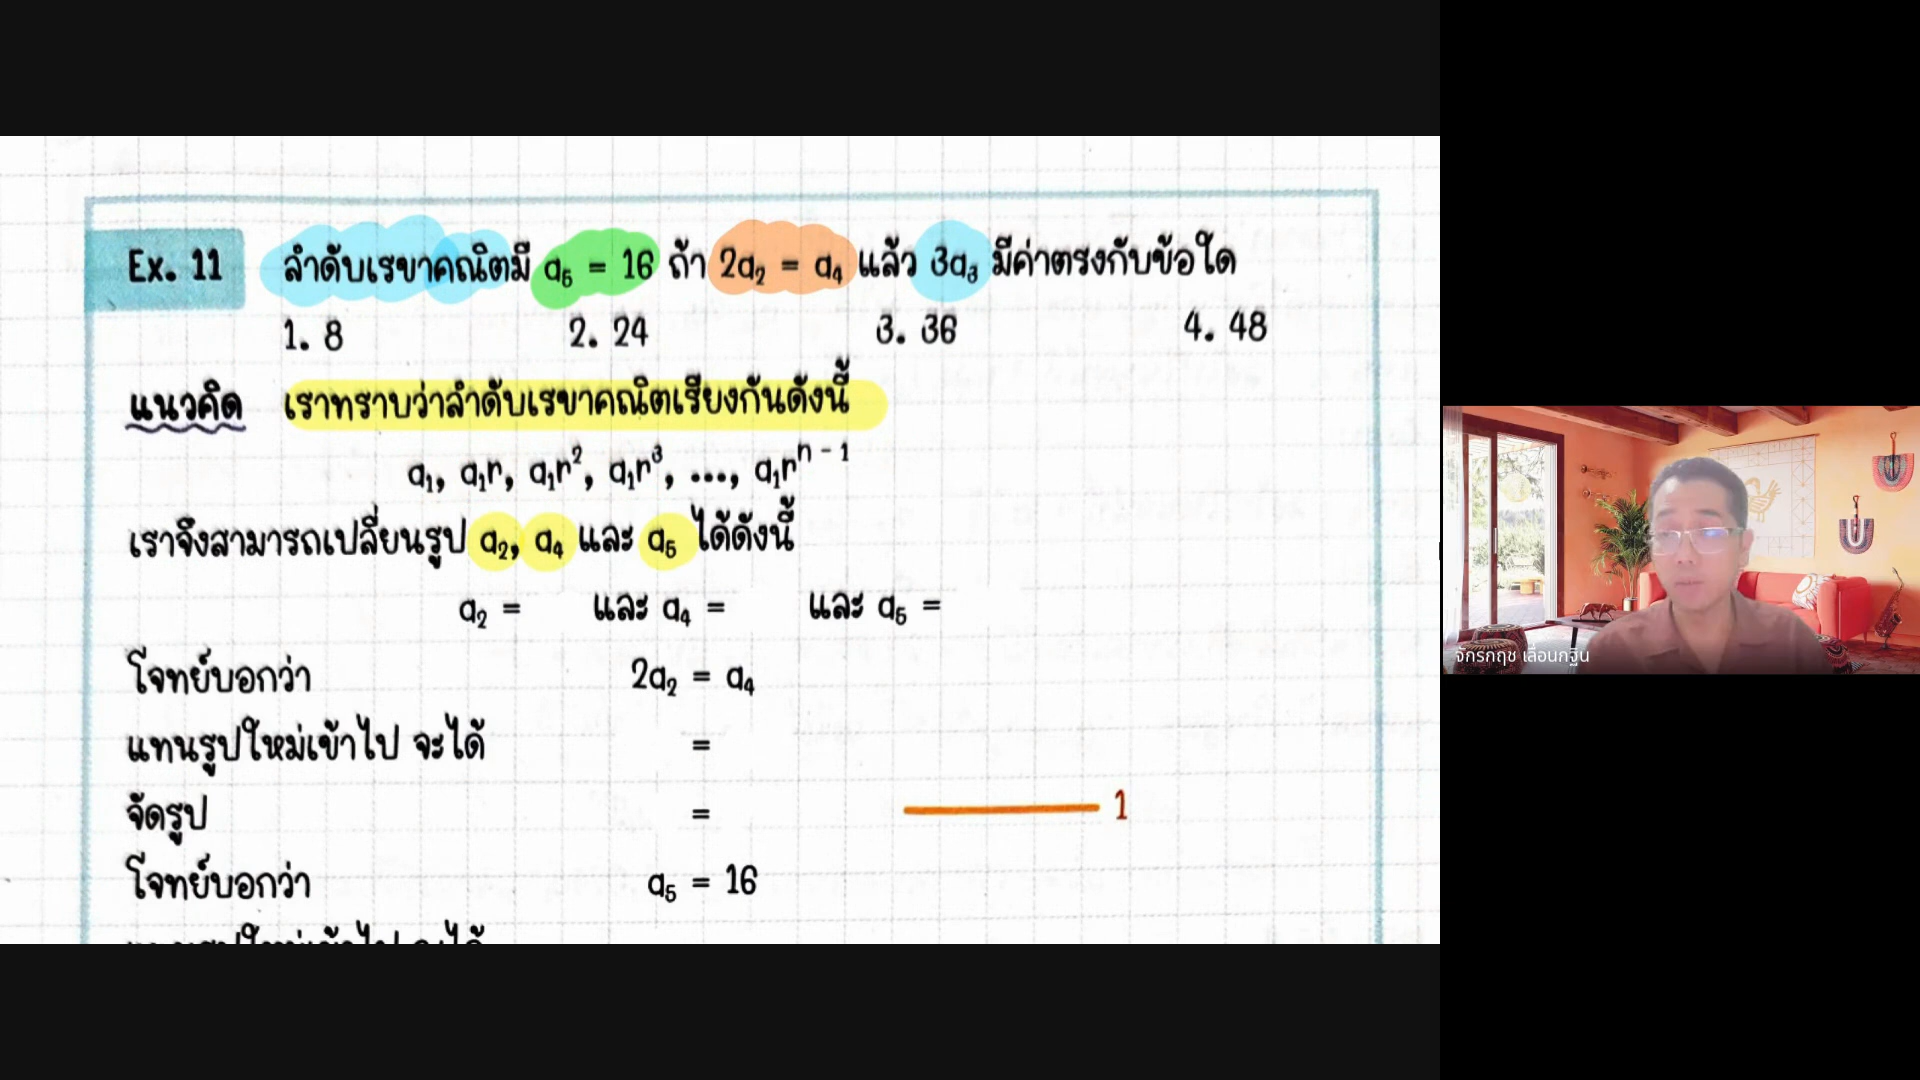 Ex. 11 ลำดับเรขาคณิตมี a₅ = 16 ถ้า 2a₂ = a₄ แล้ว 3a₃ มีค่าตรงกับข้อใด
1. 8 2. 24 3. 36 4. 48
แนวคิด เราทราบว่าลำดับเรขาคณิตเรียงกันดังนี้
a₁, a₁r, a₁r², a₁r³, ..., a₁rⁿ⁻¹
เราจึงสามารถเปลี่ยนรูป a₂, a₄ และ a₅ ได้ดังนี้
a₂ = และ a₄ = และ a₅ =
โจทย์บอกว่า 2a₂ = a₄
แทนรูปใหม่เข้าไป จะได้ =
จัดรูป = 1
โจทย์บอกว่า a₅ = 16
จักรกฤช เลื่อนกฐิน